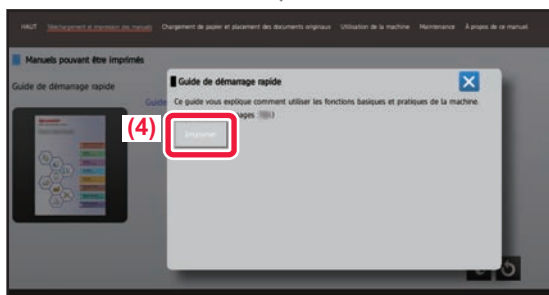 HAUT Téléchargement et impression des manuels Chargement de papier et placement des documents originaux Utilisation de la machine Maintenance À propos de ce manuel
Manuels pouvant être imprimés
Guide de démarrage rapide
Guide
Guide de démarrage rapide
Ce guide vous explique comment utiliser les fonctions basiques et pratiques de la machine.
pages
(4)
Imprimer